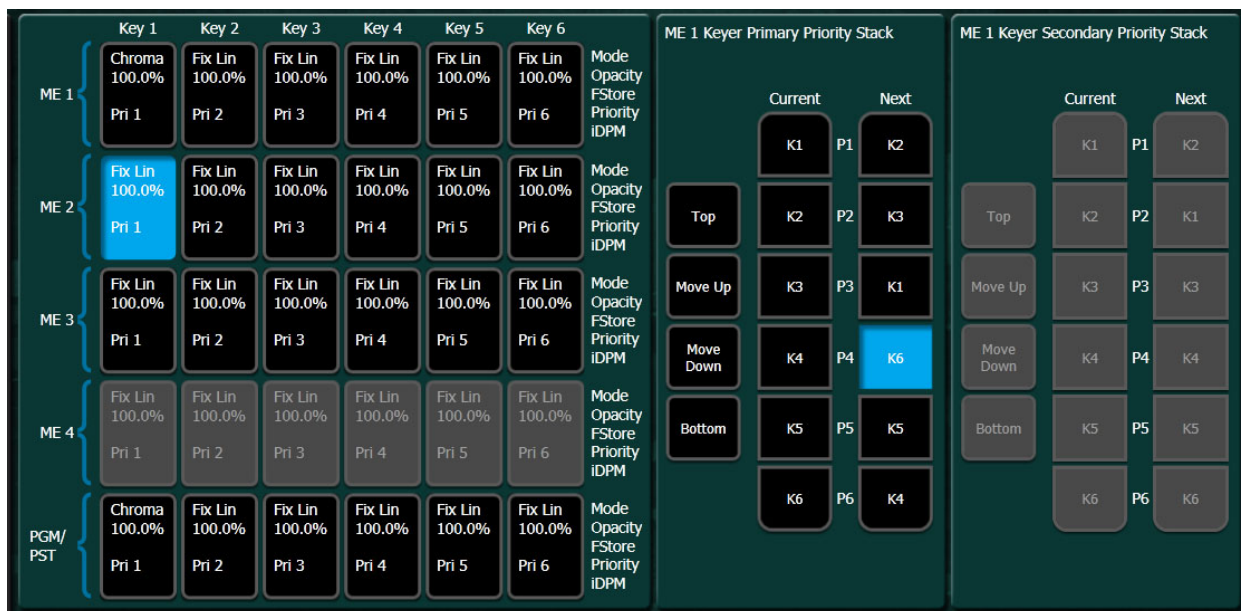 Key 1 Key 2 Key 3 Key 4 Key 5 Key 6
ME 1
Chroma Fix Lin Fix Lin Fix Lin Fix Lin Fix Lin Mode
100.0% 100.0% 100.0% 100.0% 100.0% 100.0% Opacity
FStore
Pri 1 Pri 2 Pri 3 Pri 4 Pri 5 Pri 6 Priority
iDPM
ME 2
Fix Lin Fix Lin Fix Lin Fix Lin Fix Lin Fix Lin Mode
100.0% 100.0% 100.0% 100.0% 100.0% 100.0% Opacity
FStore
Pri 1 Pri 2 Pri 3 Pri 4 Pri 5 Pri 6 Priority
iDPM
ME 3
Fix Lin Fix Lin Fix Lin Fix Lin Fix Lin Fix Lin Mode
100.0% 100.0% 100.0% 100.0% 100.0% 100.0% Opacity
FStore
Pri 1 Pri 2 Pri 3 Pri 4 Pri 5 Pri 6 Priority
iDPM
ME 4
Fix Lin Fix Lin Fix Lin Fix Lin Fix Lin Fix Lin Mode
100.0% 100.0% 100.0% 100.0% 100.0% 100.0% Opacity
FStore
Pri 1 Pri 2 Pri 3 Pri 4 Pri 5 Pri 6 Priority
iDPM
PGM/
PST
Chroma Fix Lin Fix Lin Fix Lin Fix Lin Fix Lin Mode
100.0% 100.0% 100.0% 100.0% 100.0% 100.0% Opacity
FStore
Pri 1 Pri 2 Pri 3 Pri 4 Pri 5 Pri 6 Priority
iDPM
ME 1 Keyer Primary Priority Stack
Current Next
K1 P1 K2
Top K2 P2 K3
Move Up K3 P3 K1
Move
Down K4 P4 K6
Bottom K5 P5 K5
K6 P6 K4
ME 1 Keyer Secondary Priority Stack
Current Next
K1 P1 K2
Top K2 P2 K1
Move Up K3 P3 K3
Move
Down K4 P4 K4
Bottom K5 P5 K5
K6 P6 K6